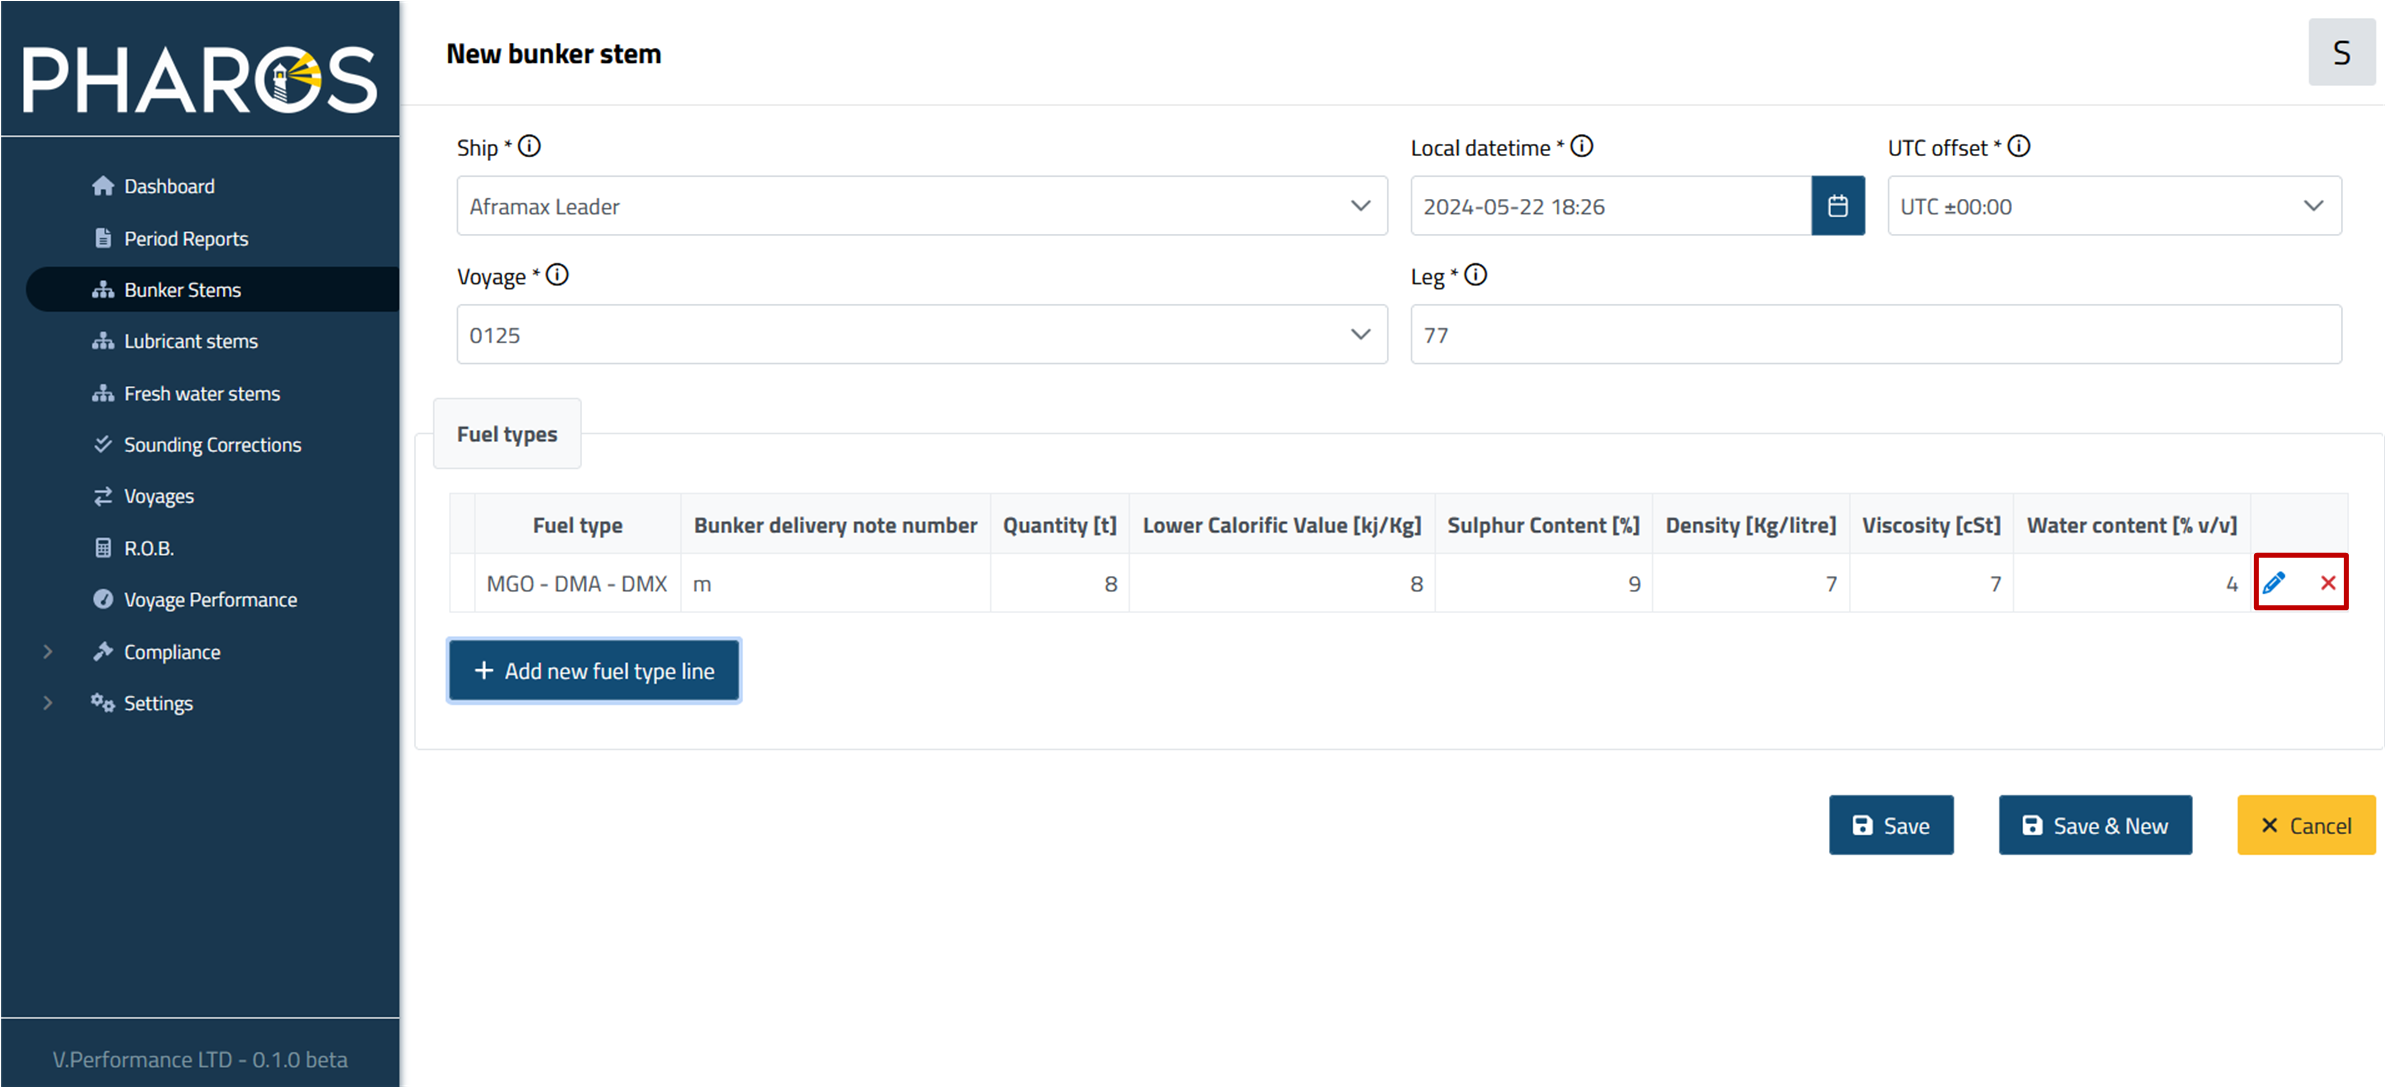 PHAROS
New bunker stem
S
Dashboard
Period Reports
Bunker Stems
Lubricant stems
Fresh water stems
Sounding Corrections
Voyages
R.O.B.
Voyage Performance
Compliance
Settings
V.Performance LTD - 0.1.0 beta
Ship * Local datetime * UTC offset *
Aframax Leader 2024-05-22 18:26 UTC ±00:00
Voyage * Leg *
0125 77
Fuel types
Fuel type Bunker delivery note number Quantity [t] Lower Calorific Value [kj/Kg] Sulphur Content [%] Density [Kg/litre] Viscosity [cSt] Water content [% v/v]
MGO - DMA - DMX m 8 8 9 7 7 4
+ Add new fuel type line
Save Save & New Cancel